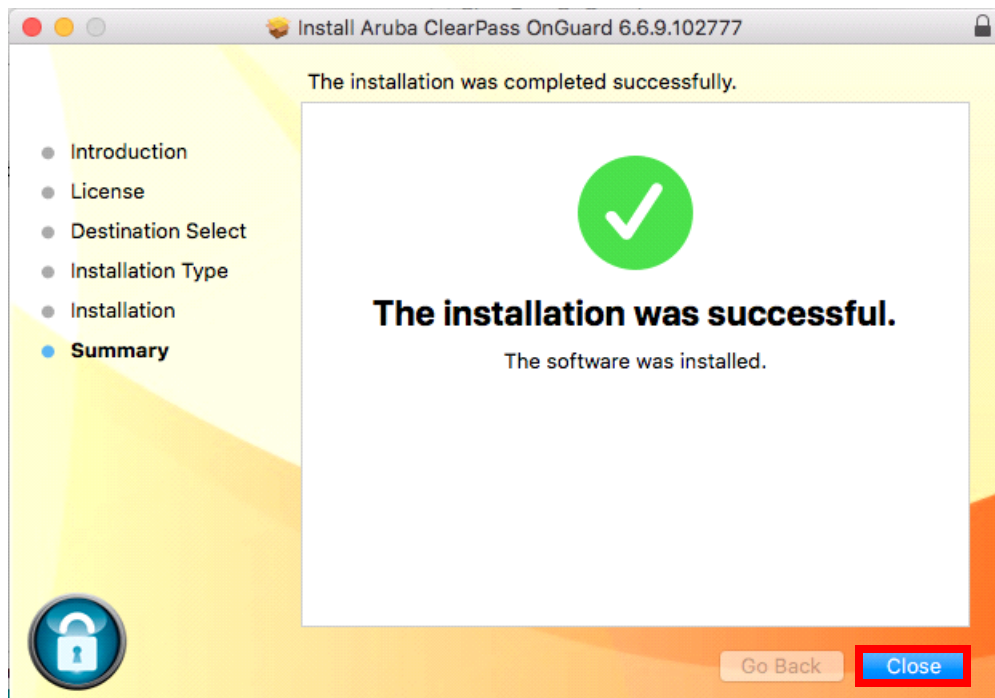 Install Aruba ClearPass OnGuard 6.6.9.102777
The installation was completed successfully.
Introduction
License
Destination Select
Installation Type
Installation
Summary
The installation was successful.
The software was installed.
Go Back
Close